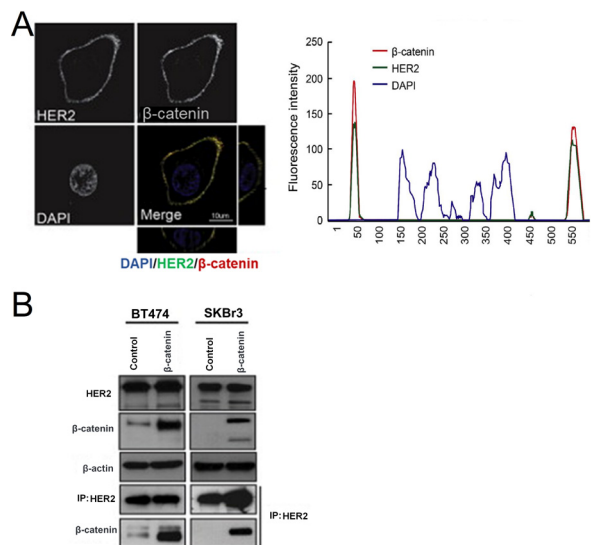 A
HER2
β-catenin
DAPI
Merge
10um
DAPI/HER2/β-catenin
Fluorescence intensity
250
200
150
100
50
0
β-catenin
HER2
DAPI
1 50 100 150 200 250 300 350 400 450 500 550
B
BT474 SKBr3
Control β-catenin Control β-catenin
HER2
β-catenin
β-actin
IP:HER2
IP:HER2
β-catenin